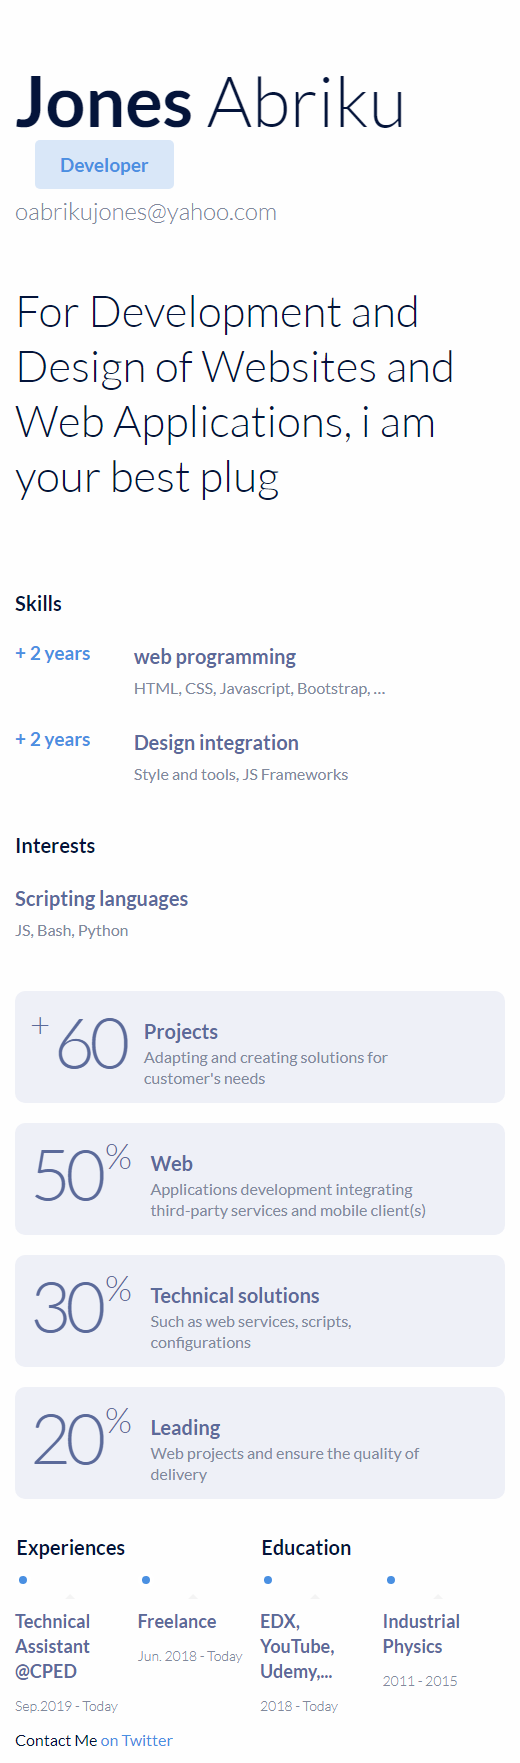 Jones Abriku
Developer
oabrikujones@yahoo.com
For Development and
Design of Websites and
Web Applications, i am
your best plug
Skills
+ 2 years
web programming
HTML, CSS, Javascript, Bootstrap, ...
+ 2 years
Design integration
Style and tools, JS Frameworks
Interests
Scripting languages
JS, Bash, Python
+60
Projects
Adapting and creating solutions for
customer's needs
50%
Web
Applications development integrating
third-party services and mobile client(s)
30%
Technical solutions
Such as web services, scripts,
configurations
20%
Leading
Web projects and ensure the quality of
delivery
Experiences
Technical
Assistant
@CPED
Sep.2019 - Today
Freelance
Jun. 2018 - Today
Education
EDX,
YouTube,
Udemy,...
2018 - Today
Industrial
Physics
2011 - 2015
Contact Me on Twitter